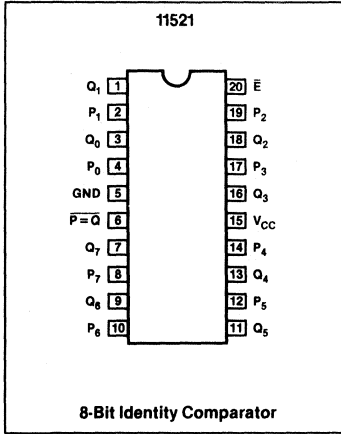 11521
Q₁ 1 20 E̅
P₁ 2 19 P₂
Q₀ 3 18 Q₂
P₀ 4 17 P₃
GND 5 16 Q₃
P̅=̅Q̅ 6 15 V_CC
Q₇ 7 14 P₄
P₇ 8 13 Q₄
Q₆ 9 12 P₅
P₆ 10 11 Q₅
8-Bit Identity Comparator